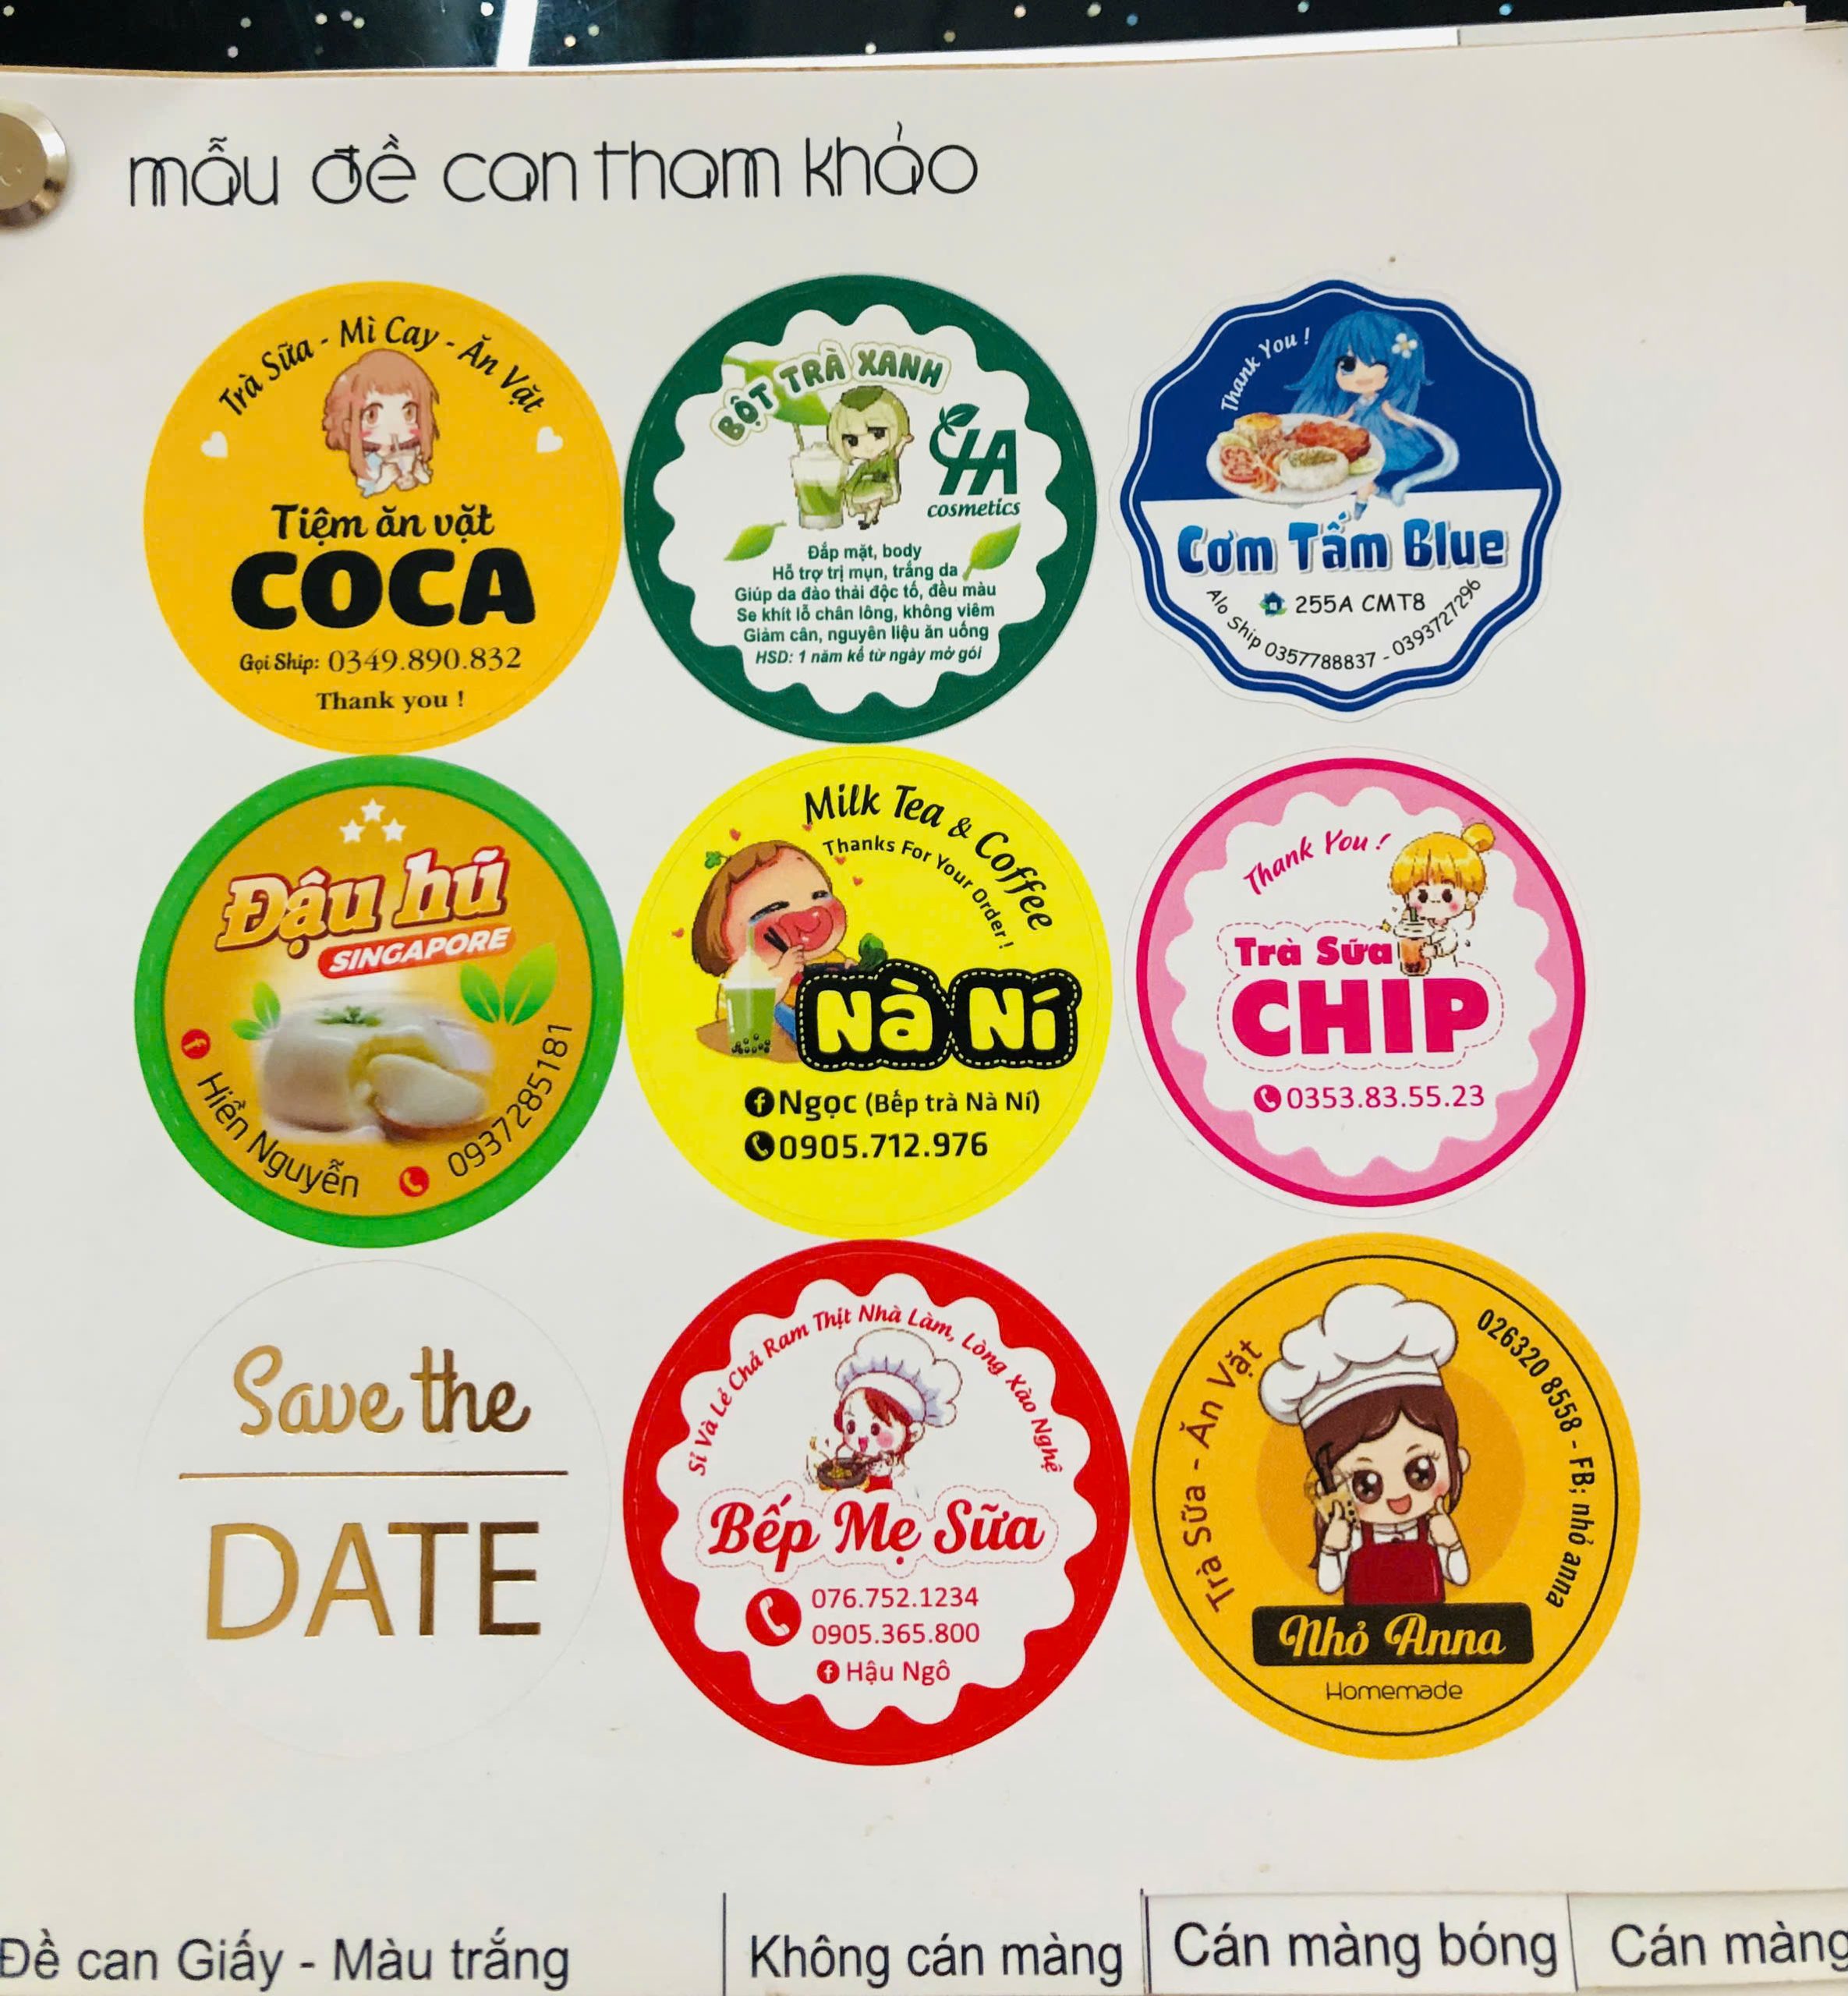 mẫu đề can tham khảo
Trà Sữa - Mì Cay - Ăn Vặt
Tiệm ăn vặt
COCA
Gọi Ship: 0349.890.832
Thank you !
BỘT TRÀ XANH
HA
cosmetics
Đắp mặt, body
Hỗ trợ trị mụn, trắng da
Giúp da đào thải độc tố, đều màu
Se khít lỗ chân lông, không viêm
Giảm cân, nguyên liệu ăn uống
HSD: 1 năm kể từ ngày mở gói
Thank You !
Cơm Tấm Blue
255A CMT8
Alo Ship 0357788837 - 0393727296
Đậu hũ
SINGAPORE
Hiền Nguyễn
0937285181
Milk Tea & Coffee
Thanks For Your Order !
Nà Ní
Ngọc (Bếp trà Nà Ní)
0905.712.976
Thank You !
Trà Sữa
CHIP
0353.83.55.23
Save the
DATE
Sỉ Và Lẻ Chả Ram Thịt Nhà Làm, Lòng Xào Nghệ
Bếp Mẹ Sữa
076.752.1234
0905.365.800
Hậu Ngô
Trà Sữa - Ăn Vặt
026320 8558 - FB; nhỏ anna
Nhỏ Anna
Homemade
Đề can Giấy - Màu trắng
Không cán màng
Cán màng bóng
Cán màng